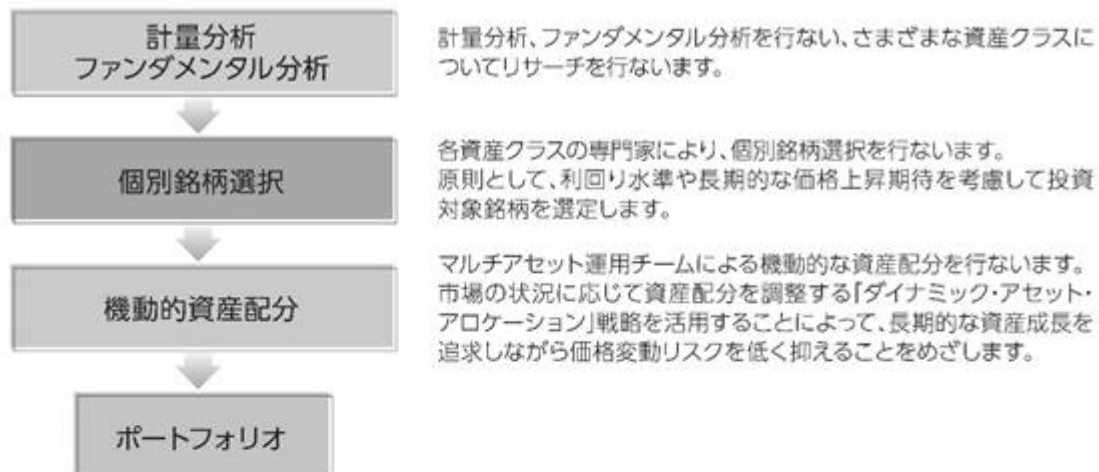 計量分析
ファンダメンタル分析
計量分析、ファンダメンタル分析を行ない、さまざまな資産クラスに
ついてリサーチを行ないます。
個別銘柄選択
各資産クラスの専門家により、個別銘柄選択を行ないます。
原則として、利回り水準や長期的な価格上昇期待を考慮して投資
対象銘柄を選定します。
機動的資産配分
マルチアセット運用チームによる機動的な資産配分を行ないます。
市場の状況に応じて資産配分を調整する「ダイナミック・アセット・
アロケーション」戦略を活用することによって、長期的な資産成長を
追求しながら価格変動リスクを低く抑えることをめざします。
ポートフォリオ